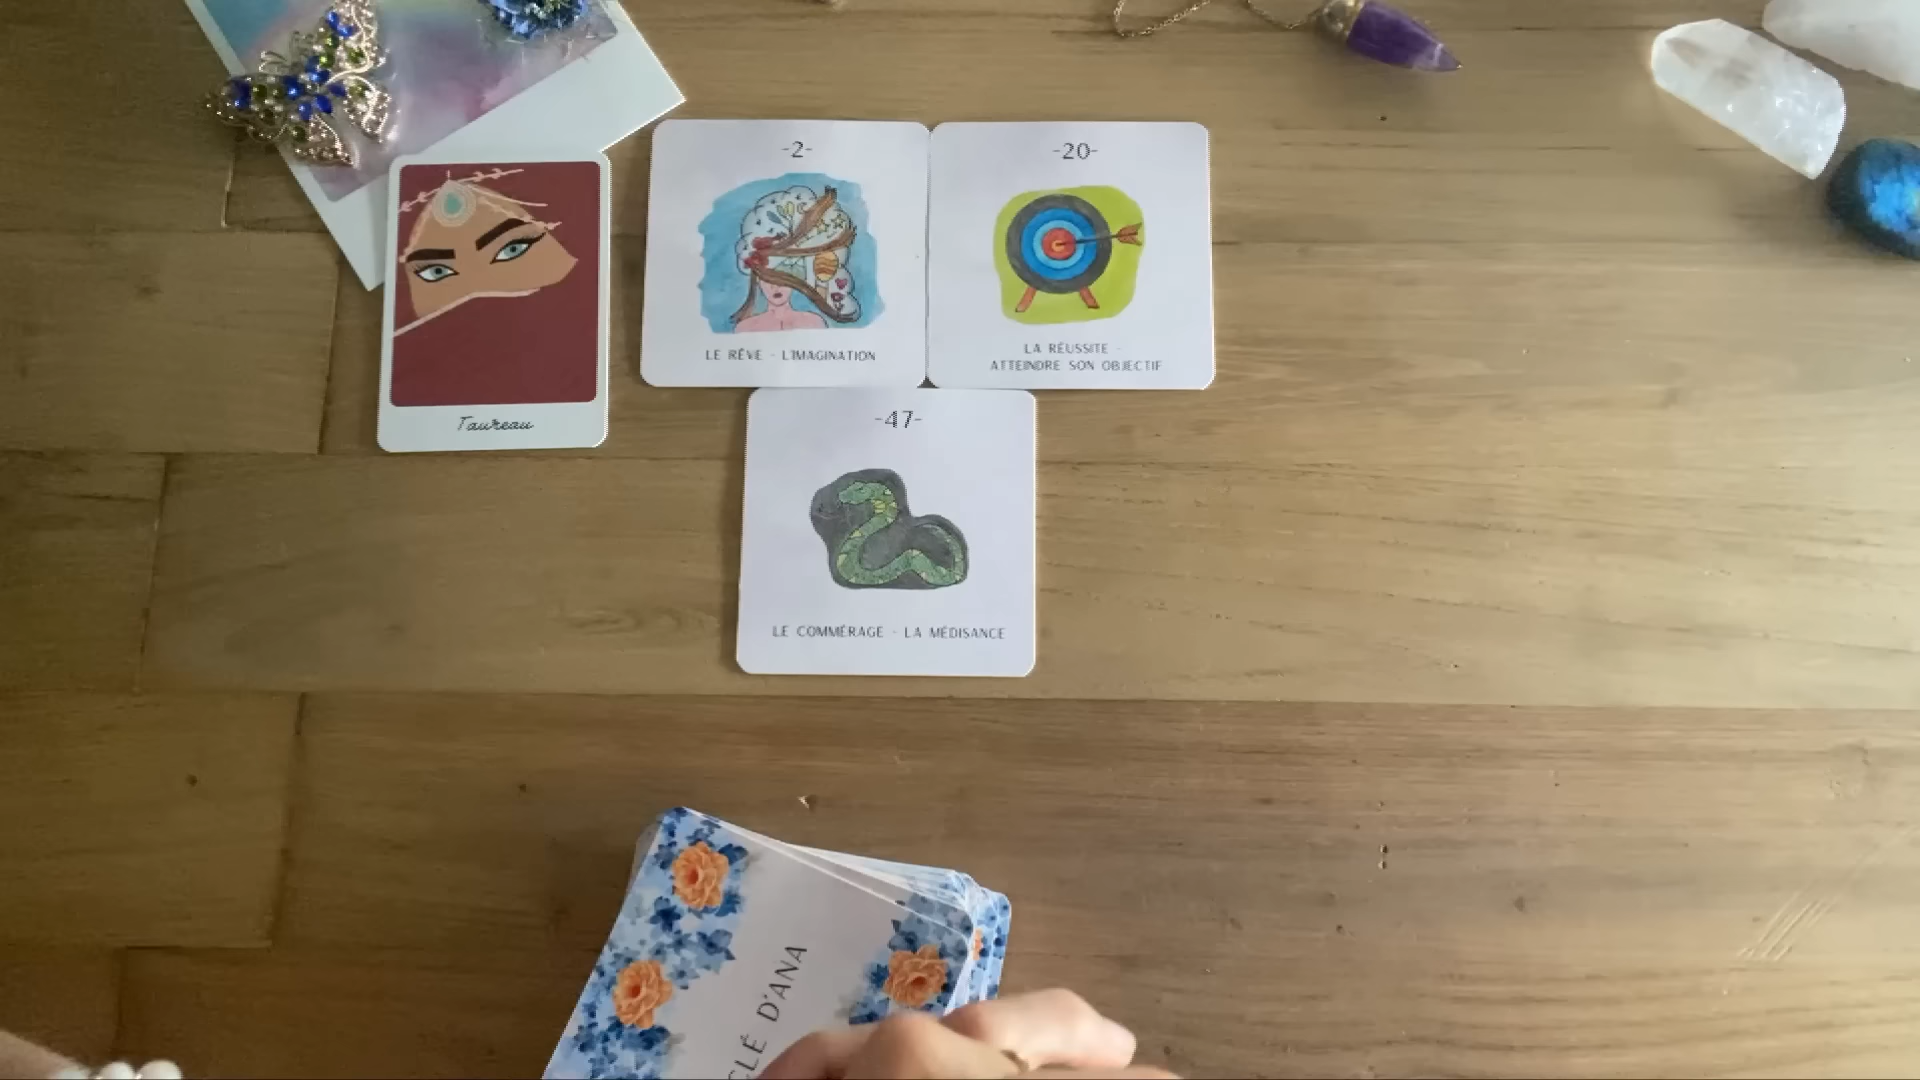 -2-
LE RÊVE - L'IMAGINATION
-20-
LA RÉUSSITE -
ATTEINDRE SON OBJECTIF
Taureau
-47-
LE COMMÉRAGE - LA MÉDISANCE
CLÉ D'ANA